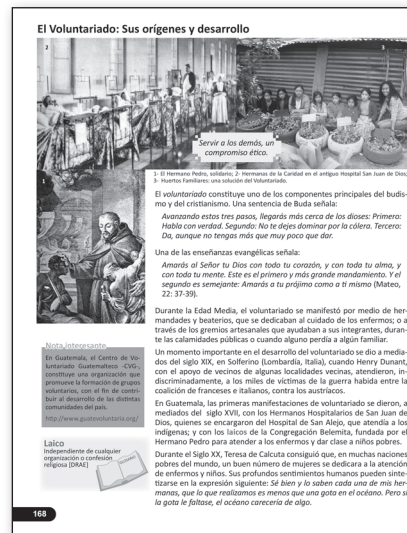 El Voluntariado: Sus orígenes y desarrollo
2
3
Servir a los demás, un
compromiso ético.
1- El Hermano Pedro, solidario; 2- Hermanas de la Caridad en el antiguo Hospital San Juan de Dios;
3- Huertos Familiares: una solución del Voluntariado.
El voluntariado constituye uno de los componentes principales del budis-
mo y del cristianismo. Una sentencia de Buda señala:
Avanzando estos tres pasos, llegarás más cerca de los dioses: Primero:
Habla con verdad. Segundo: No te dejes dominar por la cólera. Tercero:
Da, aunque no tengas más que muy poco que dar.
Una de las enseñanzas evangélicas señala:
Amarás al Señor tu Dios con todo tu corazón, y con toda tu alma, y
con toda tu mente. Este es el primero y más grande mandamiento. Y el
segundo es semejante: Amarás a tu prójimo como a ti mismo (Mateo,
22: 37-39).
Durante la Edad Media, el voluntariado se manifestó por medio de her-
mandades y beaterios, que se dedicaban al cuidado de los enfermos; o a
través de los gremios artesanales que ayudaban a sus integrantes, duran-
te las calamidades públicas o cuando alguno perdía a algún familiar.
Un momento importante en el desarrollo del voluntariado se dio a media-
dos del siglo XIX, en Solferino (Lombardía, Italia), cuando Henry Dunant,
con el apoyo de vecinos de algunas localidades vecinas, atendieron, in-
discriminadamente, a los miles de víctimas de la guerra habida entre la
coalición de franceses e italianos, contra los austríacos.
En Guatemala, las primeras manifestaciones de voluntariado se dieron, a
mediados del siglo XVII, con los Hermanos Hospitalarios de San Juan de
Dios, quienes se encargaron del Hospital de San Alejo, que atendía a los
indígenas; y con los laicos de la Congregación Belemita, fundada por el
Hermano Pedro para atender a los enfermos y dar clase a niños pobres.
Durante el Siglo XX, Teresa de Calcuta consiguió que, en muchas naciones
pobres del mundo, un buen número de mujeres se dedicara a la atención
de enfermos y niños. Sus profundos sentimientos humanos pueden sinte-
tizarse en la expresión siguiente: Sé bien y lo saben cada una de mis her-
manas, que lo que realizamos es menos que una gota en el océano. Pero si
la gota le faltase, el océano carecería de algo.
Nota interesante
En Guatemala, el Centro de Vo-
luntariado Guatemalteco -CVG-,
constituye una organización que
promueve la formación de grupos
voluntarios, con el fin de contri-
buir al desarrollo de las distintas
comunidades del país.
http://www.guatevoluntaria.org/
Laico
Independiente de cualquier
organización o confesión
religiosa [DRAE]
168